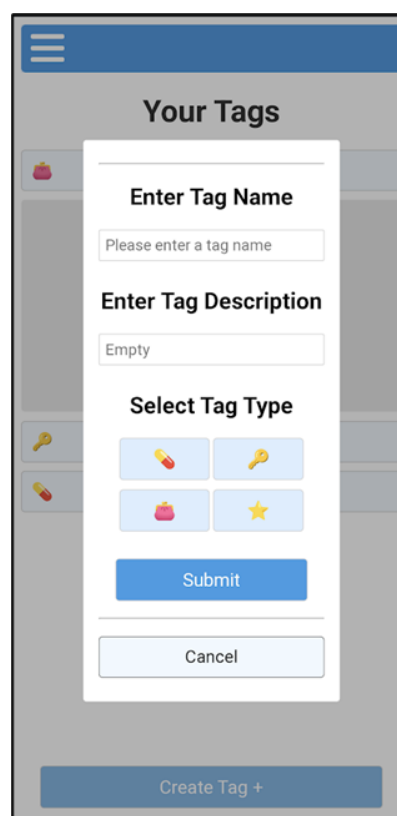 Your Tags
Enter Tag Name
Please enter a tag name
Enter Tag Description
Empty
Select Tag Type
Submit
Cancel
Create Tag +